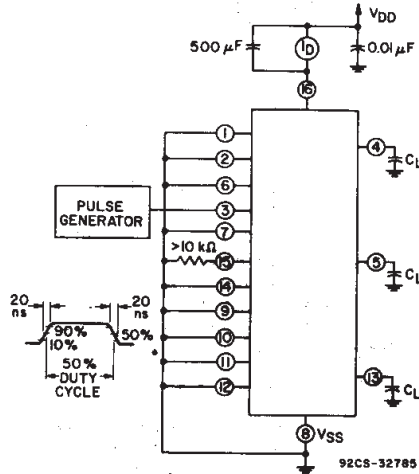 VDD
500 µF
ID
0.01 µF
16
1
2
6
3
7
>10 kΩ
15
14
9
10
11
12
4
CL
5
CL
13
CL
PULSE
GENERATOR
20
ns
20
ns
90%
10%
50%
50%
DUTY
CYCLE
8
VSS
92CS-32785